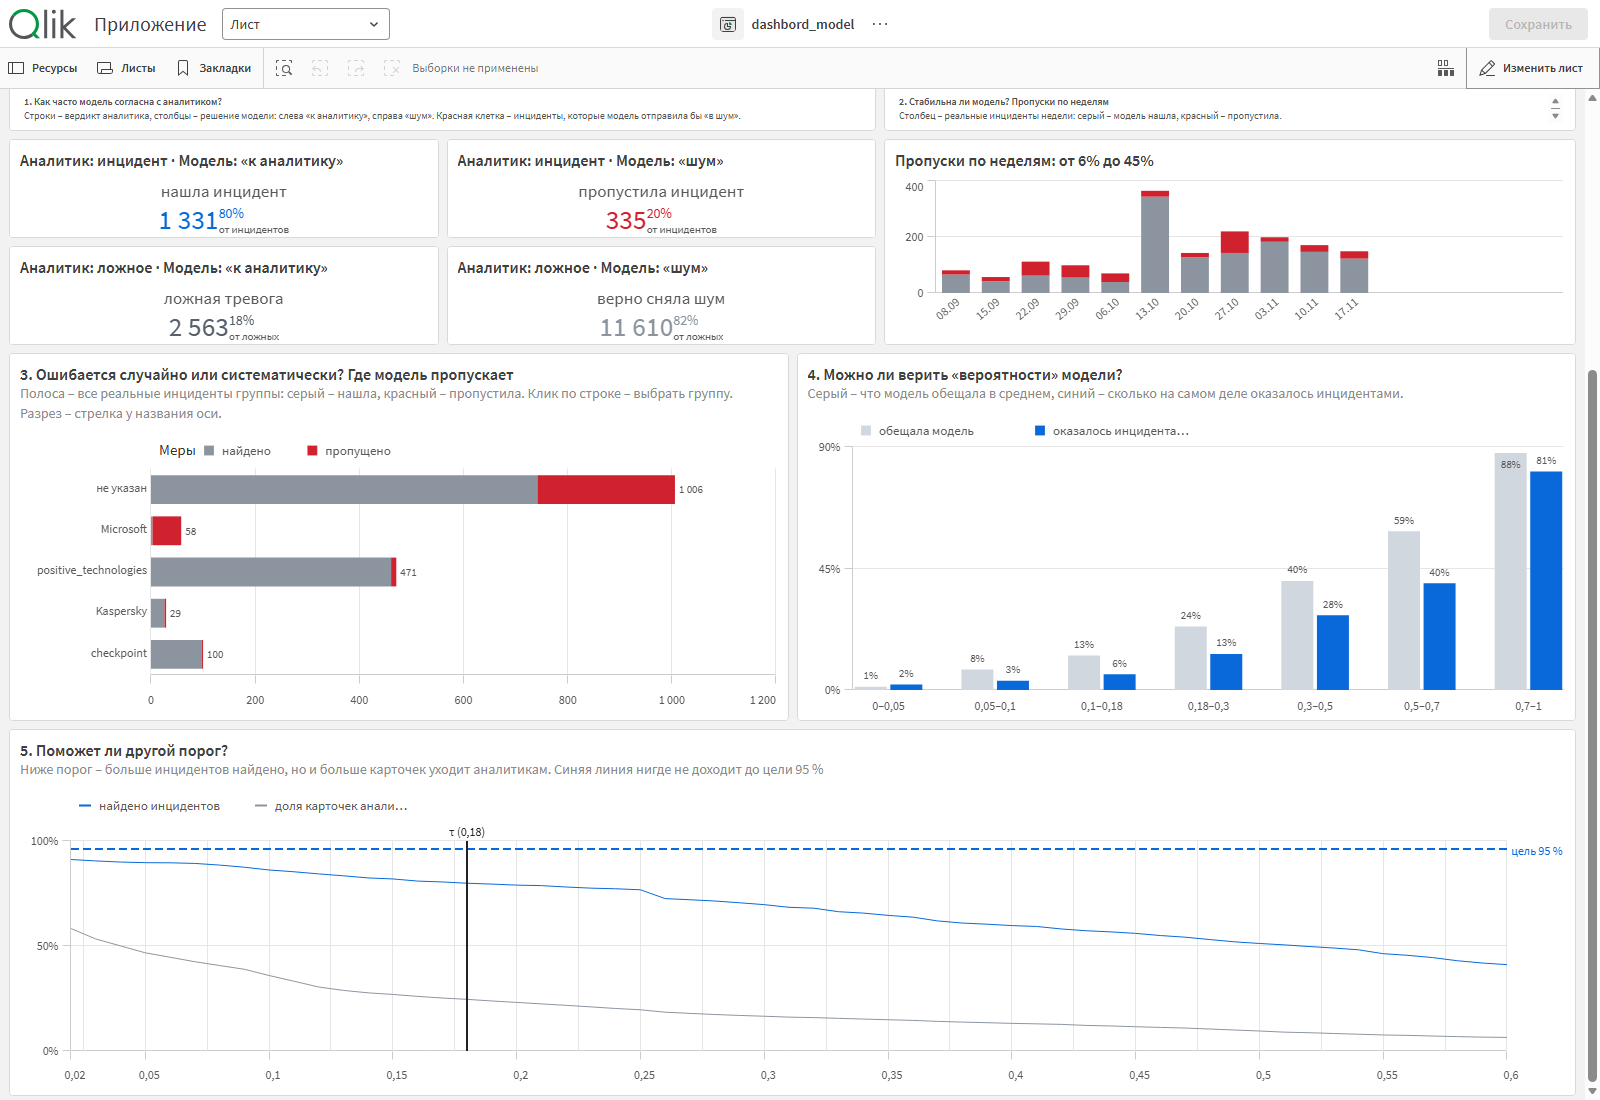 Qlik
Приложение
Лист
dashbord_model
Сохранить
Ресурсы
Листы
Закладки
Выборки не применены
Изменить лист
1. Как часто модель согласна с аналитиком?
Строки – вердикт аналитика, столбцы – решение модели: слева «к аналитику», справа «шум». Красная клетка – инциденты, которые модель отправила бы «в шум».
2. Стабильна ли модель? Пропуски по неделям
Столбец – реальные инциденты недели: серый – модель нашла, красный – пропустила.
Аналитик: инцидент · Модель: «к аналитику»
нашла инцидент
1 331 80%
от инцидентов
Аналитик: инцидент · Модель: «шум»
пропустила инцидент
335 20%
от инцидентов
Аналитик: ложное · Модель: «к аналитику»
ложная тревога
2 563 18%
от ложных
Аналитик: ложное · Модель: «шум»
верно сняла шум
11 610 82%
от ложных
Пропуски по неделям: от 6% до 45%
400
200
0
08.09 15.09 22.09 29.09 06.10 13.10 20.10 27.10 03.11 10.11 17.11
3. Ошибается случайно или систематически? Где модель пропускает
Полоса – все реальные инциденты группы: серый – нашла, красный – пропустила. Клик по строке – выбрать группу.
Разрез – стрелка у названия оси.
Меры найдено пропущено
не указан 1 006
Microsoft 58
positive_technologies 471
Kaspersky 29
checkpoint 100
0 200 400 600 800 1 000 1 200
4. Можно ли верить «вероятности» модели?
Серый – что модель обещала в среднем, синий – сколько на самом деле оказалось инцидентами.
обещала модель оказалось инцидента...
90%
45%
0%
1% 2% 8% 3% 13% 6% 24% 13% 40% 28% 59% 40% 88% 81%
0–0,05 0,05–0,1 0,1–0,18 0,18–0,3 0,3–0,5 0,5–0,7 0,7–1
5. Поможет ли другой порог?
Ниже порог – больше инцидентов найдено, но и больше карточек уходит аналитикам. Синяя линия нигде не доходит до цели 95 %
найдено инцидентов доля карточек анали...
τ (0,18)
100%
цель 95 %
50%
0%
0,02 0,05 0,1 0,15 0,2 0,25 0,3 0,35 0,4 0,45 0,5 0,55 0,6